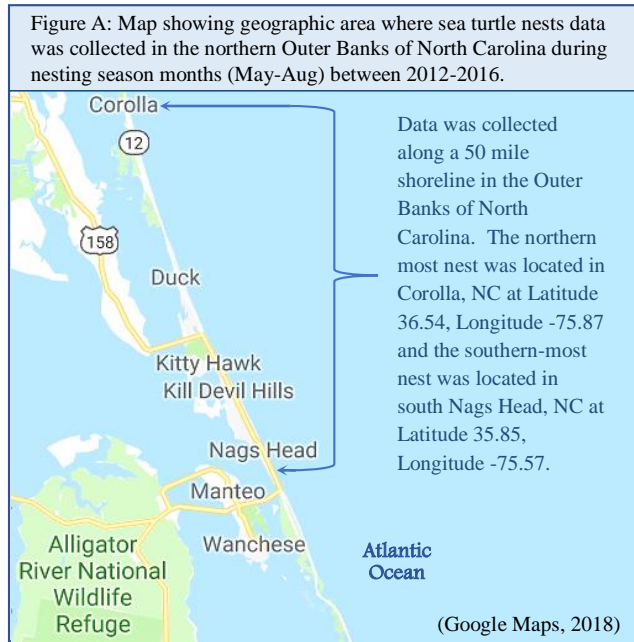 Figure A: Map showing geographic area where sea turtle nests data
was collected in the northern Outer Banks of North Carolina during
nesting season months (May-Aug) between 2012-2016.
Corolla
12
158
Duck
Kitty Hawk
Kill Devil Hills
Nags Head
Manteo
Wanchese
Alligator
River National
Wildlife
Refuge
Data was collected
along a 50 mile
shoreline in the Outer
Banks of North
Carolina. The northern
most nest was located in
Corolla, NC at Latitude
36.54, Longitude -75.87
and the southern-most
nest was located in
south Nags Head, NC at
Latitude 35.85,
Longitude -75.57.
Atlantic
Ocean
(Google Maps, 2018)